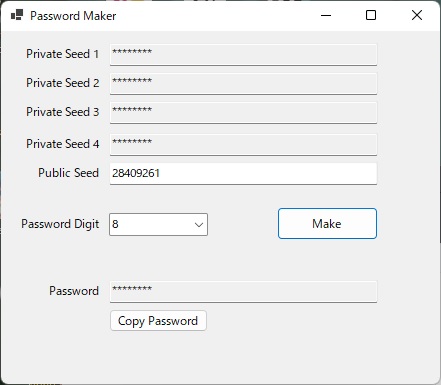 Password Maker
Private Seed 1 ********
Private Seed 2 ********
Private Seed 3 ********
Private Seed 4 ********
Public Seed 28409261
Password Digit 8 Make
Password ********
Copy Password